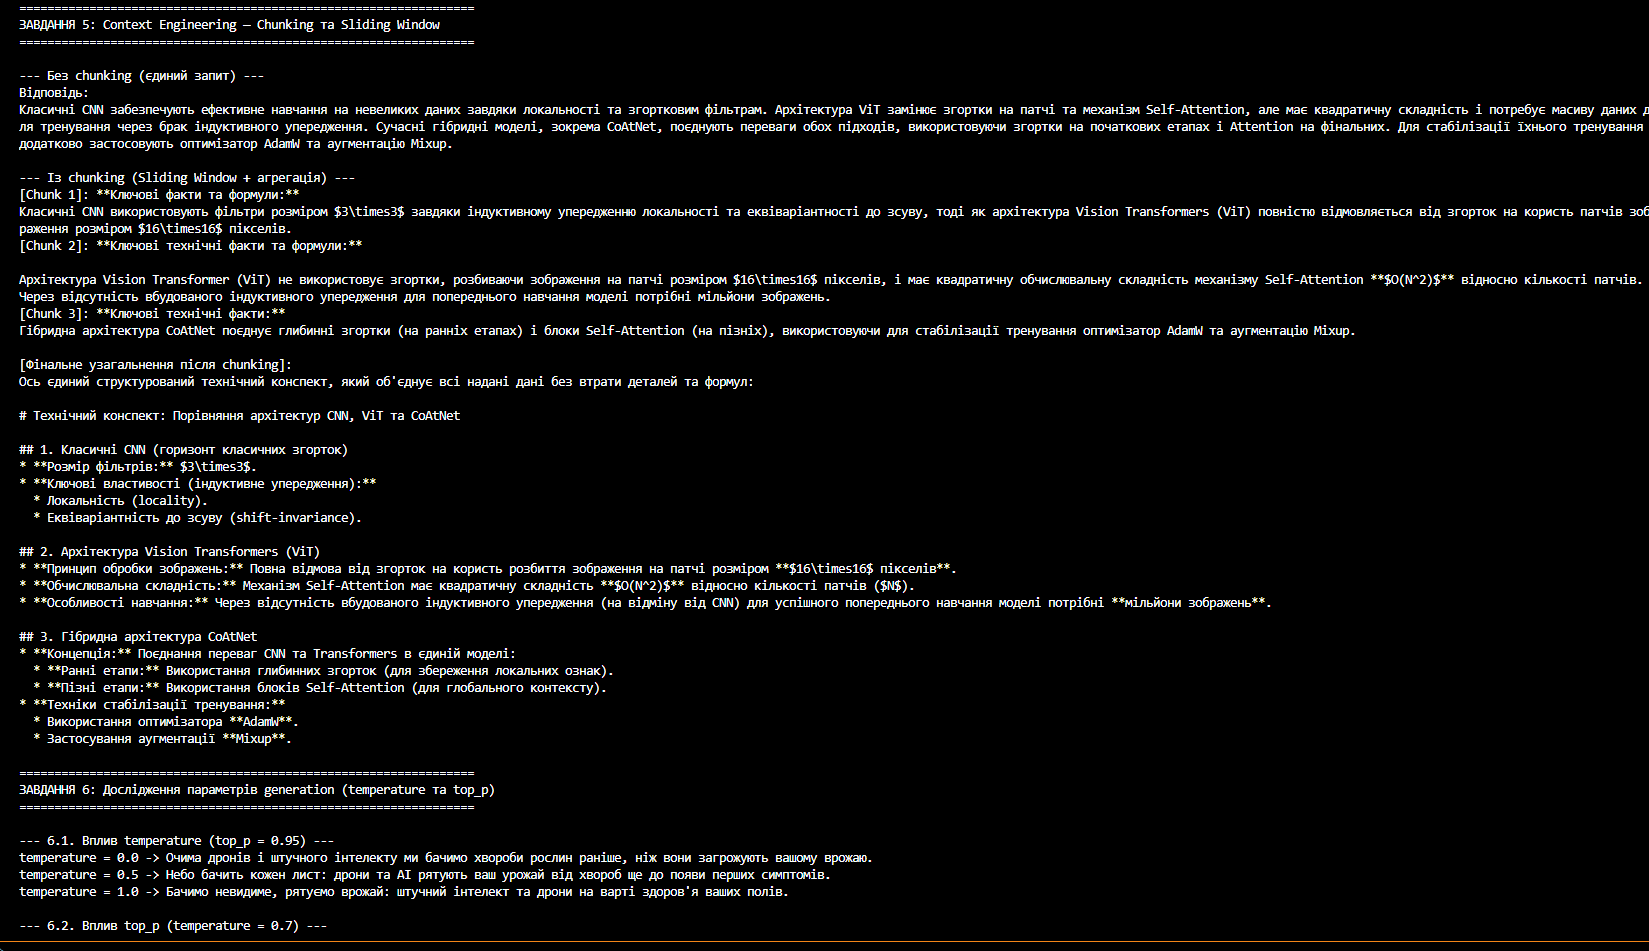 =================================================================
ЗАВДАННЯ 5: Context Engineering — Chunking та Sliding Window
=================================================================
--- Без chunking (єдиний запит) ---
Відповідь:
Класичні CNN забезпечують ефективне навчання на невеликих даних завдяки локальності та згортковим фільтрам. Архітектура ViT замінює згортки на патчі та механізм Self-Attention, але має квадратичну складність і потребує масиву даних д
ля тренування через брак індуктивного упередження. Сучасні гібридні моделі, зокрема CoAtNet, поєднують переваги обох підходів, використовуючи згортки на початкових етапах і Attention на фінальних. Для стабілізації їхнього тренування
додатково застосовують оптимізатор AdamW та аугментацію Mixup.
--- Із chunking (Sliding Window + агрегація) ---
[Chunk 1]: **Ключові факти та формули:**
Класичні CNN використовують фільтри розміром $3\times3$ завдяки індуктивному упередженню локальності та еквіваріантності до зсуву, тоді як архітектура Vision Transformers (ViT) повністю відмовляється від згорток на користь патчів зоб
раження розміром $16\times16$ пікселів.
[Chunk 2]: **Ключові технічні факти та формули:**
Архітектура Vision Transformer (ViT) не використовує згортки, розбиваючи зображення на патчі розміром $16\times16$ пікселів, і має квадратичну обчислювальну складність механізму Self-Attention **$O(N^2)$** відносно кількості патчів.
Через відсутність вбудованого індуктивного упередження для попереднього навчання моделі потрібні мільйони зображень.
[Chunk 3]: **Ключові технічні факти:**
Гібридна архітектура CoAtNet поєднує глибинні згортки (на ранніх етапах) і блоки Self-Attention (на пізніх), використовуючи для стабілізації тренування оптимізатор AdamW та аугментацію Mixup.
[Фінальне узагальнення після chunking]:
Ось єдиний структурований технічний конспект, який об'єднує всі надані дані без втрати деталей та формул:
# Технічний конспект: Порівняння архітектур CNN, ViT та CoAtNet
## 1. Класичні CNN (горизонт класичних згорток)
* **Розмір фільтрів:** $3\times3$.
* **Ключові властивості (індуктивне упередження):**
* Локальність (locality).
* Еквіваріантність до зсуву (shift-invariance).
## 2. Архітектура Vision Transformers (ViT)
* **Принцип обробки зображень:** Повна відмова від згорток на користь розбиття зображення на патчі розміром **$16\times16$ пікселів**.
* **Обчислювальна складність:** Механізм Self-Attention має квадратичну складність **$O(N^2)$** відносно кількості патчів ($N$).
* **Особливості навчання:** Через відсутність вбудованого індуктивного упередження (на відміну від CNN) для успішного попереднього навчання моделі потрібні **мільйони зображень**.
## 3. Гібридна архітектура CoAtNet
* **Концепція:** Поєднання переваг CNN та Transformers в єдиній моделі:
* **Ранні етапи:** Використання глибинних згорток (для збереження локальних ознак).
* **Пізні етапи:** Використання блоків Self-Attention (для глобального контексту).
* **Техніки стабілізації тренування:**
* Використання оптимізатора **AdamW**.
* Застосування аугментації **Mixup**.
=================================================================
ЗАВДАННЯ 6: Дослідження параметрів generation (temperature та top_p)
=================================================================
--- 6.1. Вплив temperature (top_p = 0.95) ---
temperature = 0.0 -> Очима дронів і штучного інтелекту ми бачимо хвороби рослин раніше, ніж вони загрожують вашому врожаю.
temperature = 0.5 -> Небо бачить кожен лист: дрони та AI рятують ваш урожай від хвороб ще до появи перших симптомів.
temperature = 1.0 -> Бачимо невидиме, рятуємо врожай: штучний інтелект та дрони на варті здоров'я ваших полів.
--- 6.2. Вплив top_p (temperature = 0.7) ---